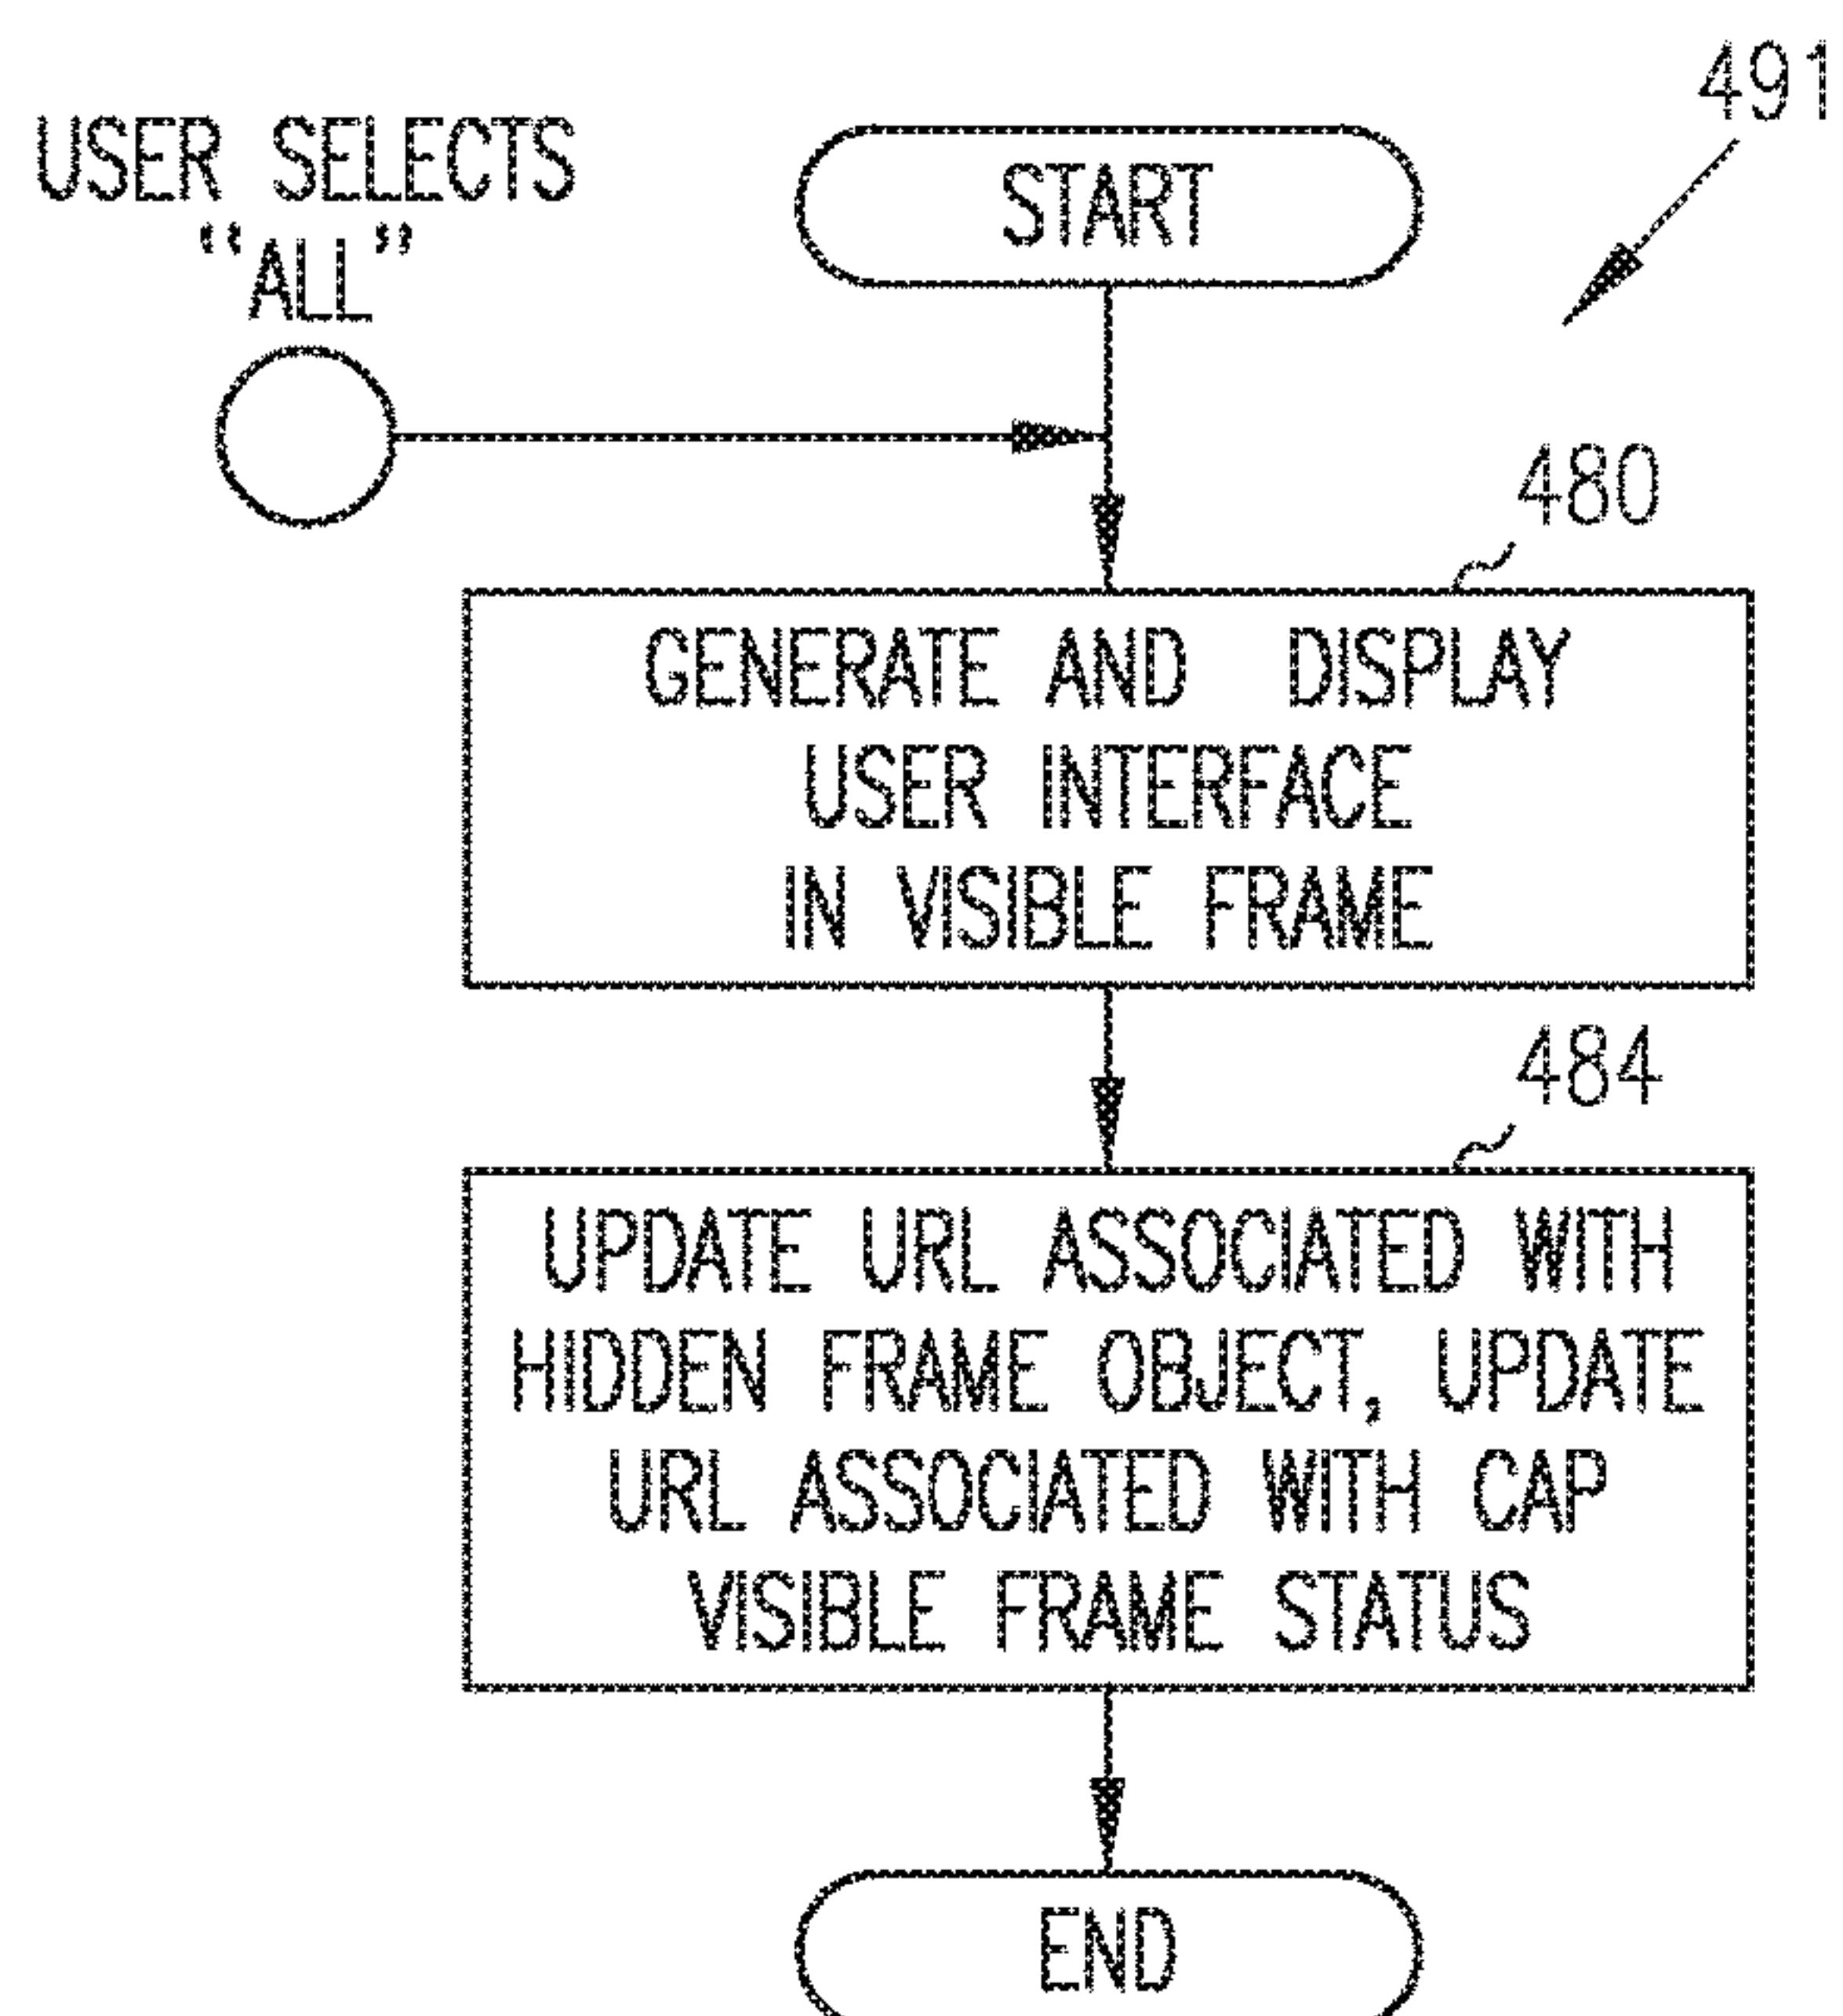 491
USER SELECTS
"ALL"
START
480
GENERATE AND DISPLAY
USER INTERFACE
IN VISIBLE FRAME
484
UPDATE URL ASSOCIATED WITH
HIDDEN FRAME OBJECT, UPDATE
URL ASSOCIATED WITH CAP
VISIBLE FRAME STATUS
END